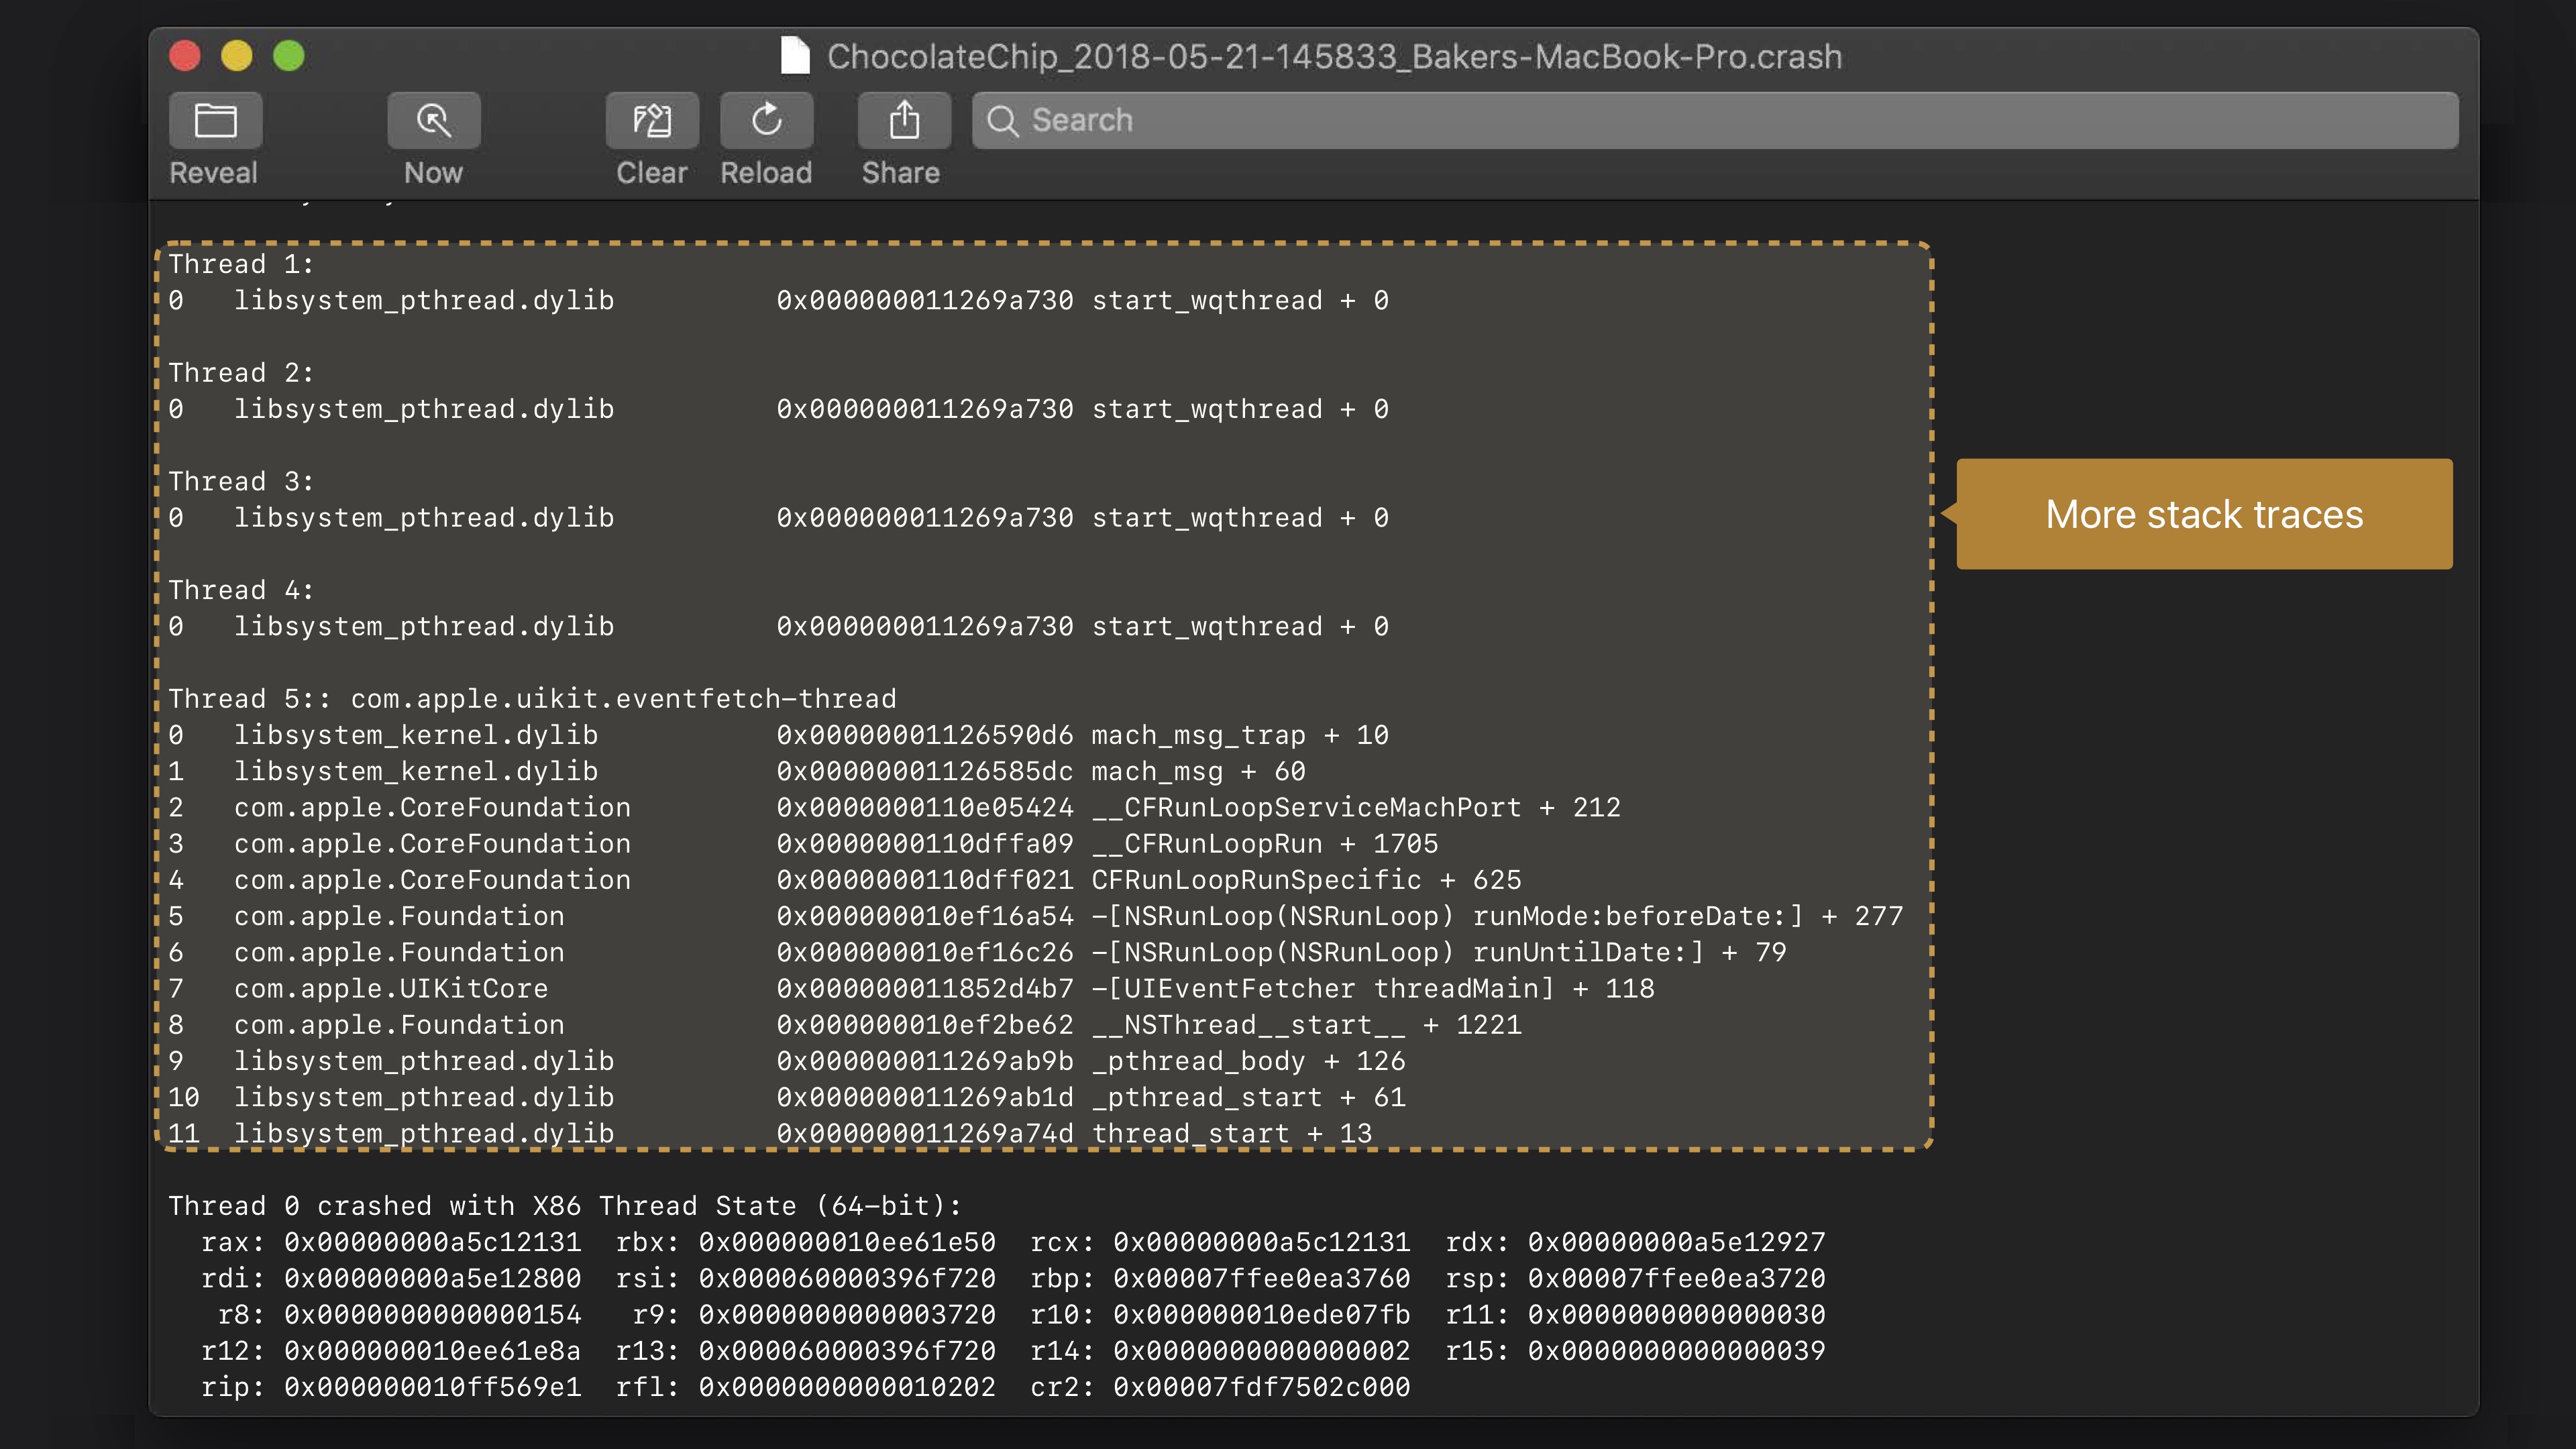 ChocolateChip_2018-05-21-145833_Bakers-MacBook-Pro.crash
Search
Reveal Now Clear Reload Share
Thread 1:
0 libsystem_pthread.dylib 0x000000011269a730 start_wqthread + 0
Thread 2:
0 libsystem_pthread.dylib 0x000000011269a730 start_wqthread + 0
Thread 3:
0 libsystem_pthread.dylib 0x000000011269a730 start_wqthread + 0
More stack traces
Thread 4:
0 libsystem_pthread.dylib 0x000000011269a730 start_wqthread + 0
Thread 5:: com.apple.uikit.eventfetch-thread
0 libsystem_kernel.dylib 0x00000001126590d6 mach_msg_trap + 10
1 libsystem_kernel.dylib 0x00000001126585dc mach_msg + 60
2 com.apple.CoreFoundation 0x0000000110e05424 __CFRunLoopServiceMachPort + 212
3 com.apple.CoreFoundation 0x0000000110dffa09 __CFRunLoopRun + 1705
4 com.apple.CoreFoundation 0x0000000110dff021 CFRunLoopRunSpecific + 625
5 com.apple.Foundation 0x000000010ef16a54 -[NSRunLoop(NSRunLoop) runMode:beforeDate:] + 277
6 com.apple.Foundation 0x000000010ef16c26 -[NSRunLoop(NSRunLoop) runUntilDate:] + 79
7 com.apple.UIKitCore 0x000000011852d4b7 -[UIEventFetcher threadMain] + 118
8 com.apple.Foundation 0x000000010ef2be62 __NSThread__start__ + 1221
9 libsystem_pthread.dylib 0x000000011269ab9b _pthread_body + 126
10 libsystem_pthread.dylib 0x000000011269ab1d _pthread_start + 61
11 libsystem_pthread.dylib 0x000000011269a74d thread_start + 13
Thread 0 crashed with X86 Thread State (64-bit):
rax: 0x00000000a5c12131 rbx: 0x000000010ee61e50 rcx: 0x00000000a5c12131 rdx: 0x00000000a5e12927
rdi: 0x00000000a5e12800 rsi: 0x000060000396f720 rbp: 0x00007ffee0ea3760 rsp: 0x00007ffee0ea3720
r8: 0x0000000000000154 r9: 0x0000000000003720 r10: 0x000000010ede07fb r11: 0x0000000000000030
r12: 0x000000010ee61e8a r13: 0x000060000396f720 r14: 0x0000000000000002 r15: 0x0000000000000039
rip: 0x000000010ff569e1 rfl: 0x0000000000010202 cr2: 0x00007fdf7502c000